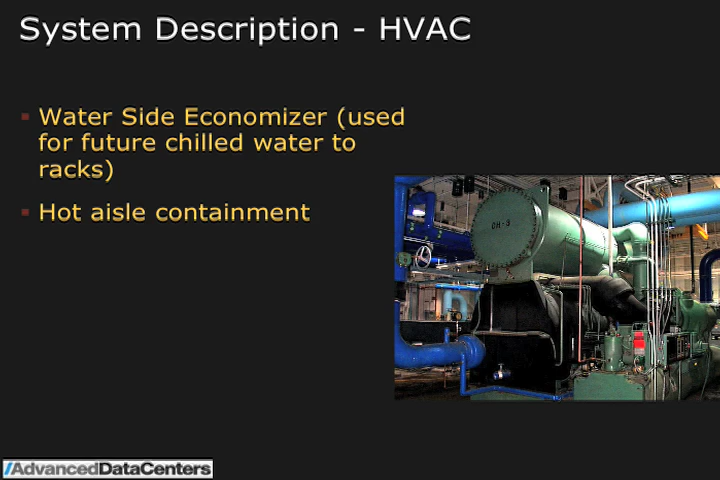 System Description - HVAC
Water Side Economizer (used
for future chilled water to
racks)
Hot aisle containment
CH-3
/AdvancedDataCenters